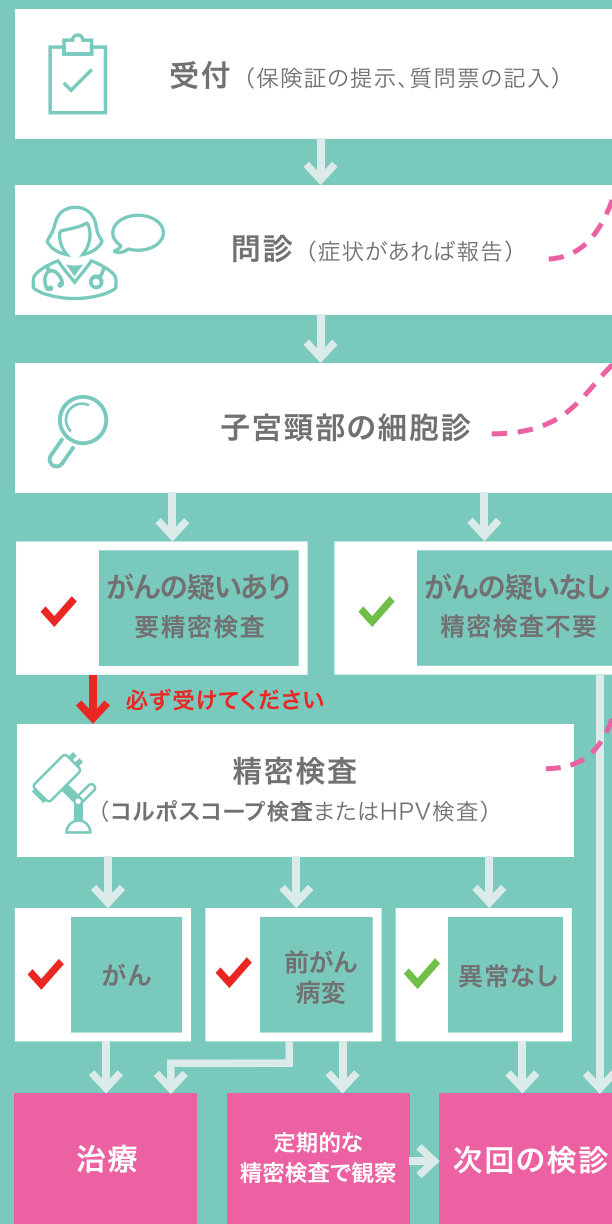 受付（保険証の提示、質問票の記入）
問診（症状があれば報告）
子宮頸部の細胞診
がんの疑いあり
要精密検査
がんの疑いなし
精密検査不要
必ず受けてください
精密検査
（コルポスコープ検査またはHPV検査）
がん
前がん
病変
異常なし
治療
定期的な
精密検査で観察
次回の検診